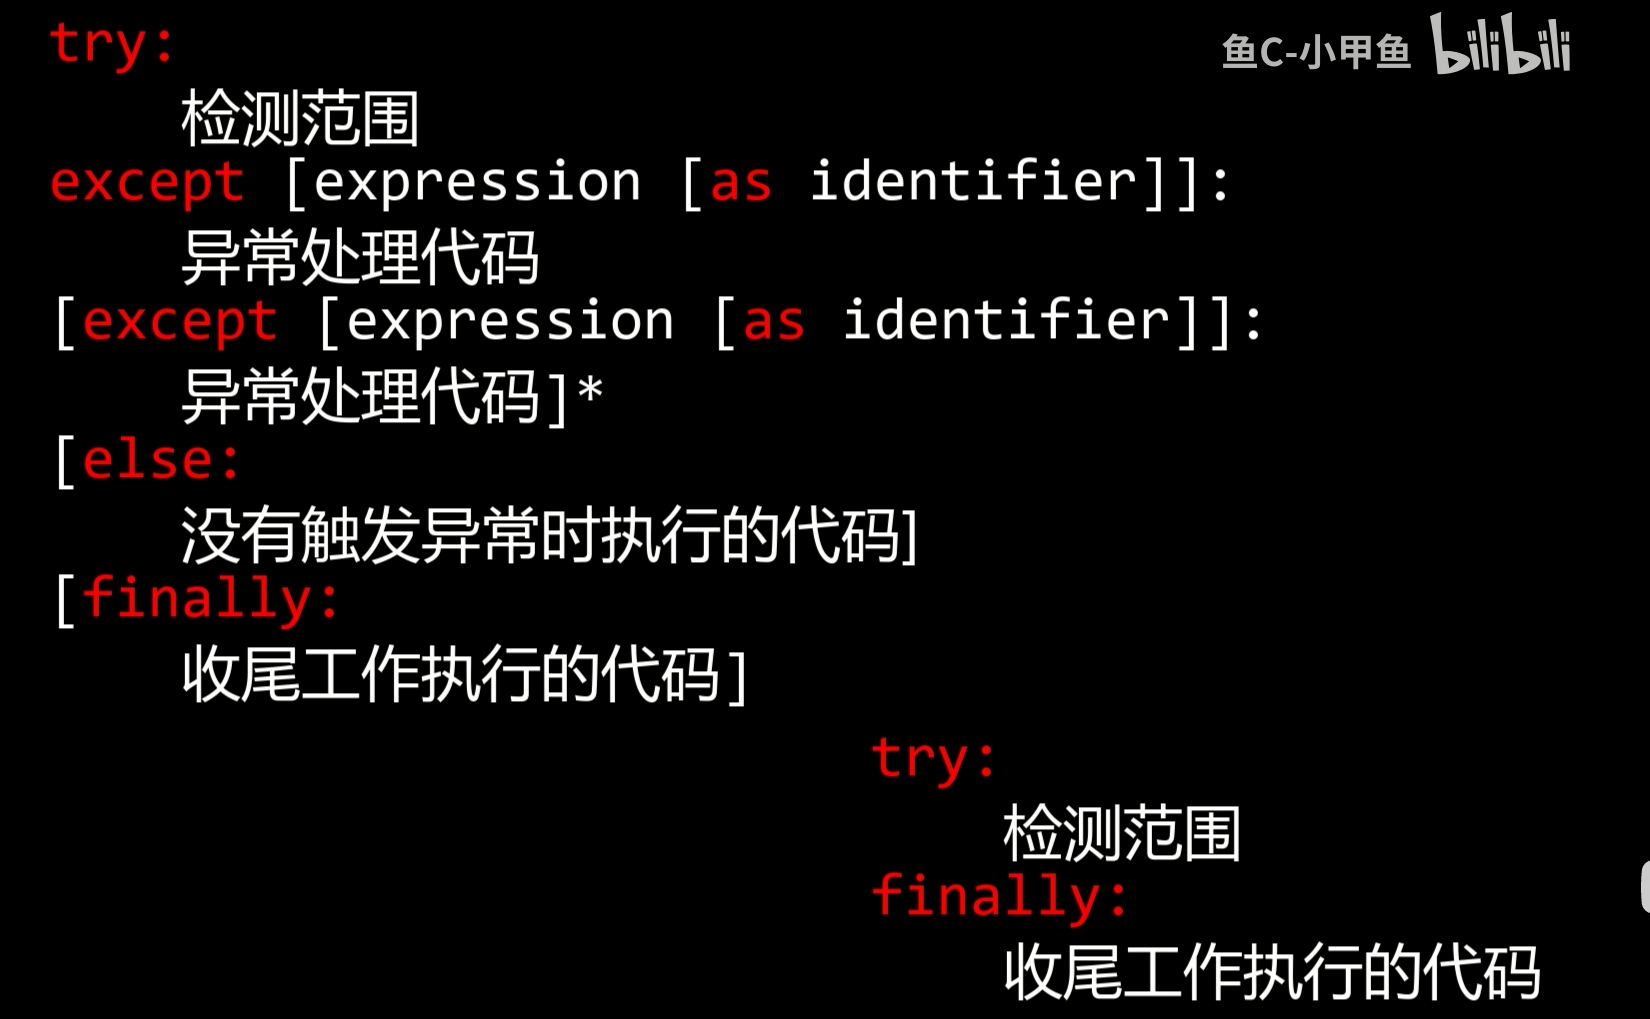 try:
鱼C-小甲鱼 bilibili
检测范围
except [expression [as identifier]]:
异常处理代码
[except [expression [as identifier]]:
异常处理代码]*
[else:
没有触发异常时执行的代码]
[finally:
收尾工作执行的代码]
try:
检测范围
finally:
收尾工作执行的代码